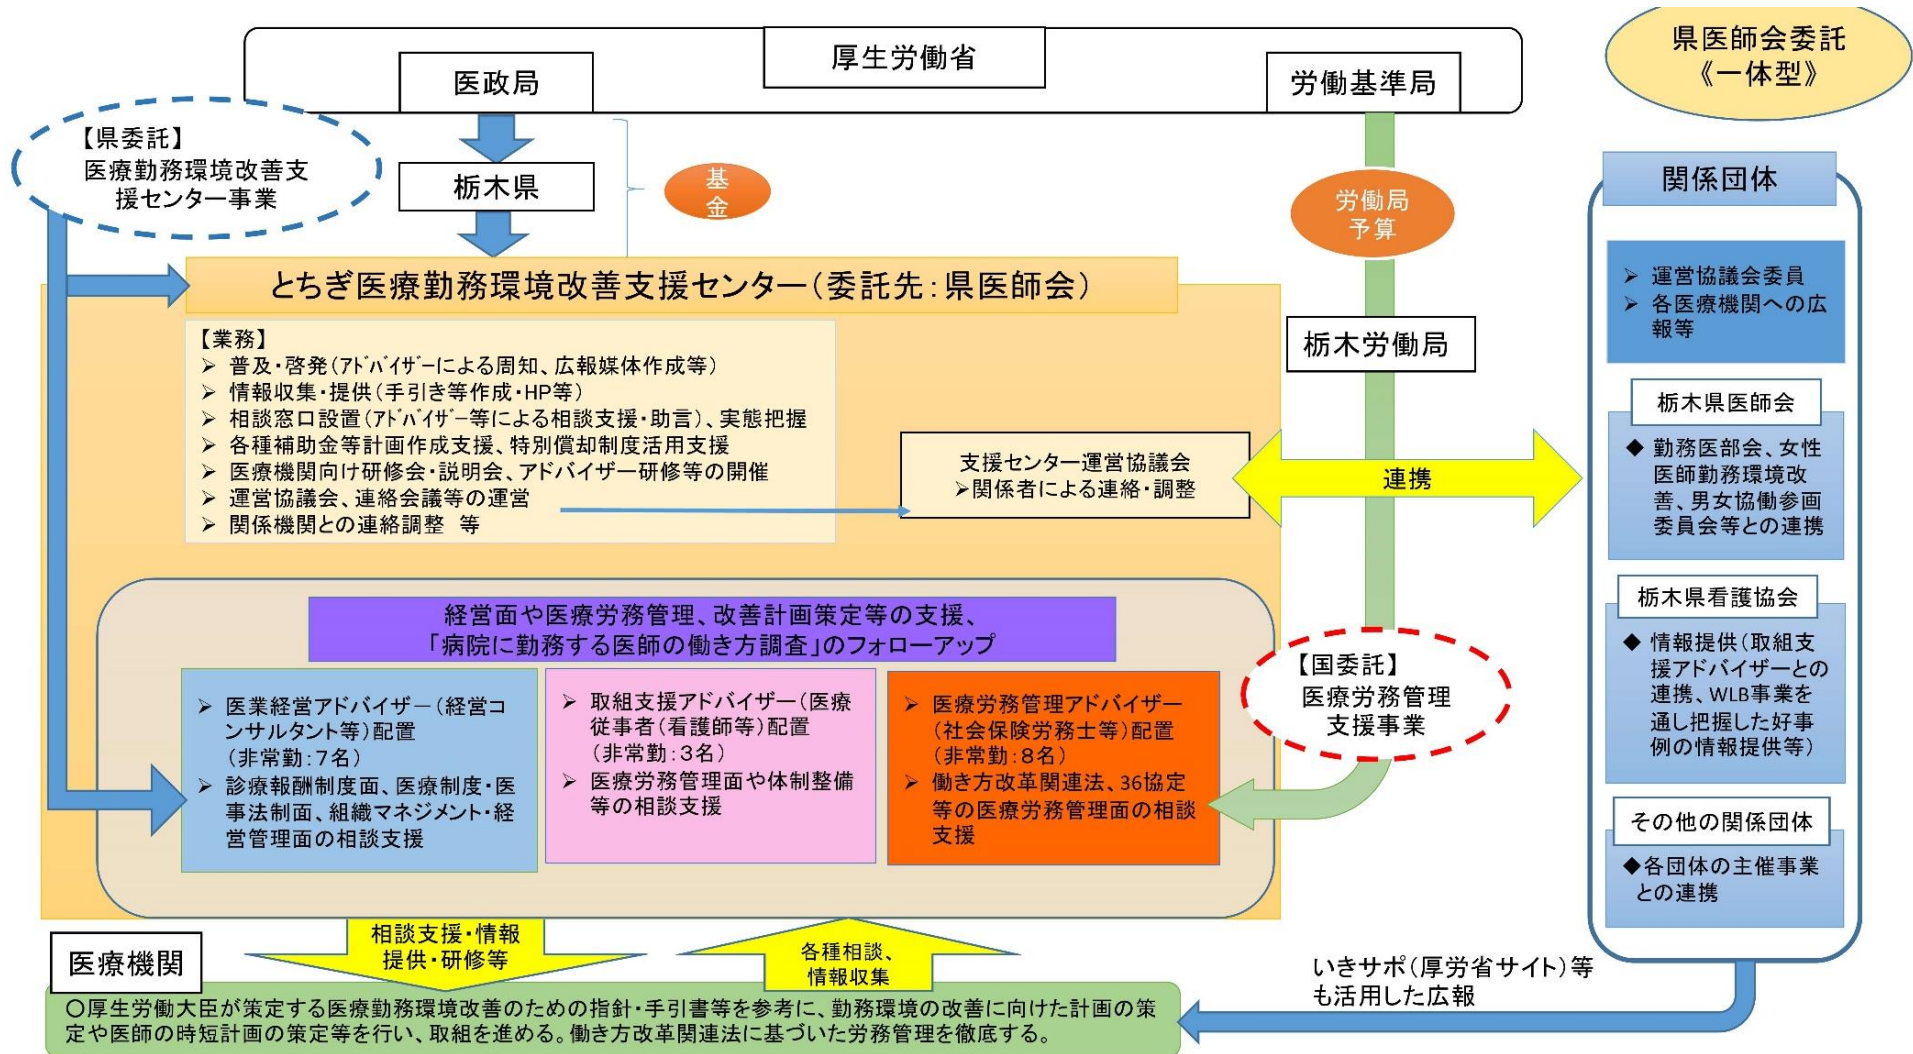 厚生労働省
医政局
労働基準局
県医師会委託
《一体型》
【県委託】
医療勤務環境改善支
援センター事業
栃木県
基
金
労働局
予算
とちぎ医療勤務環境改善支援センター(委託先:県医師会)
【業務】
➢ 普及・啓発(ｱﾄﾞﾊﾞｲｻﾞｰによる周知、広報媒体作成等)
➢ 情報収集・提供(手引き等作成・HP等)
➢ 相談窓口設置(ｱﾄﾞﾊﾞｲｻﾞｰ等による相談支援・助言)、実態把握
➢ 各種補助金等計画作成支援、特別償却制度活用支援
➢ 医療機関向け研修会・説明会、アドバイザー研修等の開催
➢ 運営協議会、連絡会議等の運営
➢ 関係機関との連絡調整 等
支援センター運営協議会
➢関係者による連絡・調整
栃木労働局
連携
経営面や医療労務管理、改善計画策定等の支援、
「病院に勤務する医師の働き方調査」のフォローアップ
➢ 医業経営アドバイザー(経営コ
ンサルタント等)配置
(非常勤:7名)
➢ 診療報酬制度面、医療制度・医
事法制面、組織マネジメント・経
営管理面の相談支援
➢ 取組支援アドバイザー(医療
従事者(看護師等)配置
(非常勤:3名)
➢ 医療労務管理面や体制整備
等の相談支援
➢ 医療労務管理アドバイザー
(社会保険労務士等)配置
(非常勤:8名)
➢ 働き方改革関連法、36協定
等の医療労務管理面の相談
支援
【国委託】
医療労務管理
支援事業
関係団体
➢ 運営協議会委員
➢ 各医療機関への広
報等
栃木県医師会
◆ 勤務医部会、女性
医師勤務環境改
善、男女協働参画
委員会等との連携
栃木県看護協会
◆ 情報提供(取組支
援アドバイザーとの
連携、WLB事業を
通し把握した好事
例の情報提供等)
その他の関係団体
◆各団体の主催事業
との連携
医療機関
相談支援・情報
提供・研修等
各種相談、
情報収集
いきサポ(厚労省サイト)等
も活用した広報
〇厚生労働大臣が策定する医療勤務環境改善のための指針・手引書等を参考に、勤務環境の改善に向けた計画の策
定や医師の時短計画の策定等を行い、取組を進める。働き方改革関連法に基づいた労務管理を徹底する。